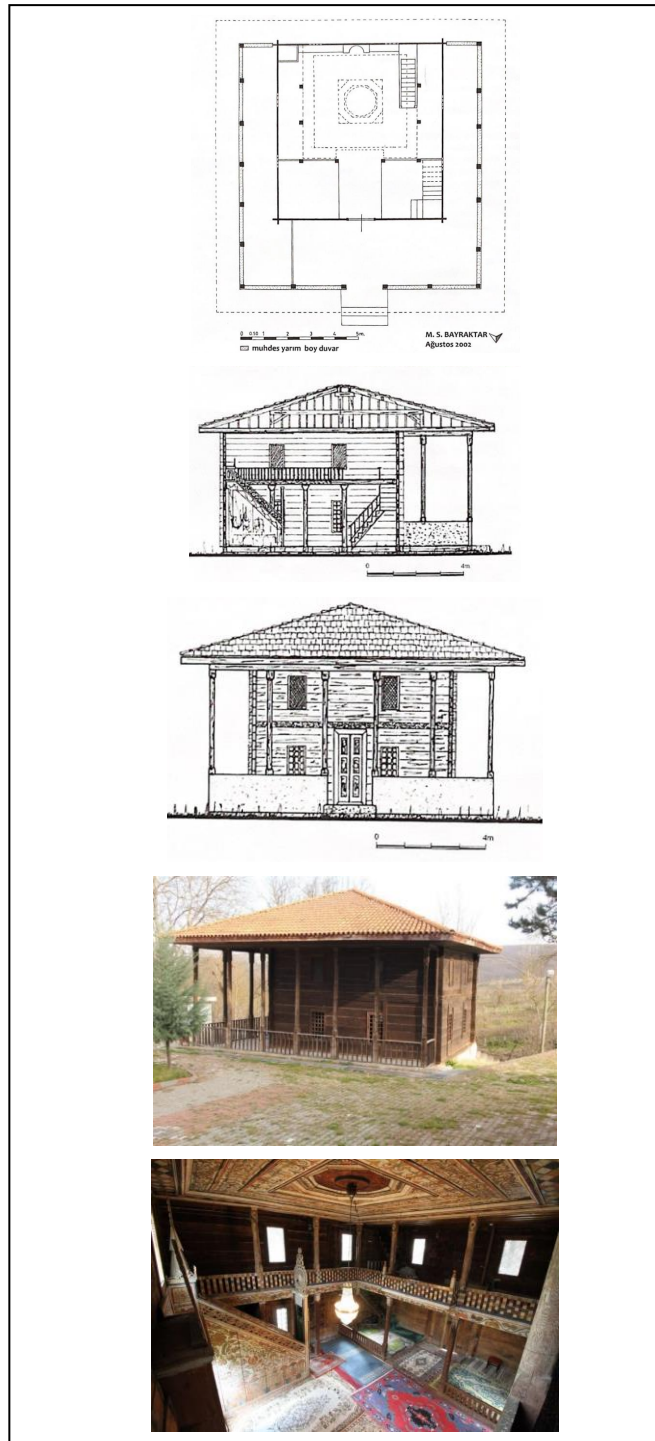 0 0.50 1 2 3 4 5m.
muhdes yarım boy duvar
M. S. BAYRAKTAR
Ağustos 2002
0 4m
0 4m